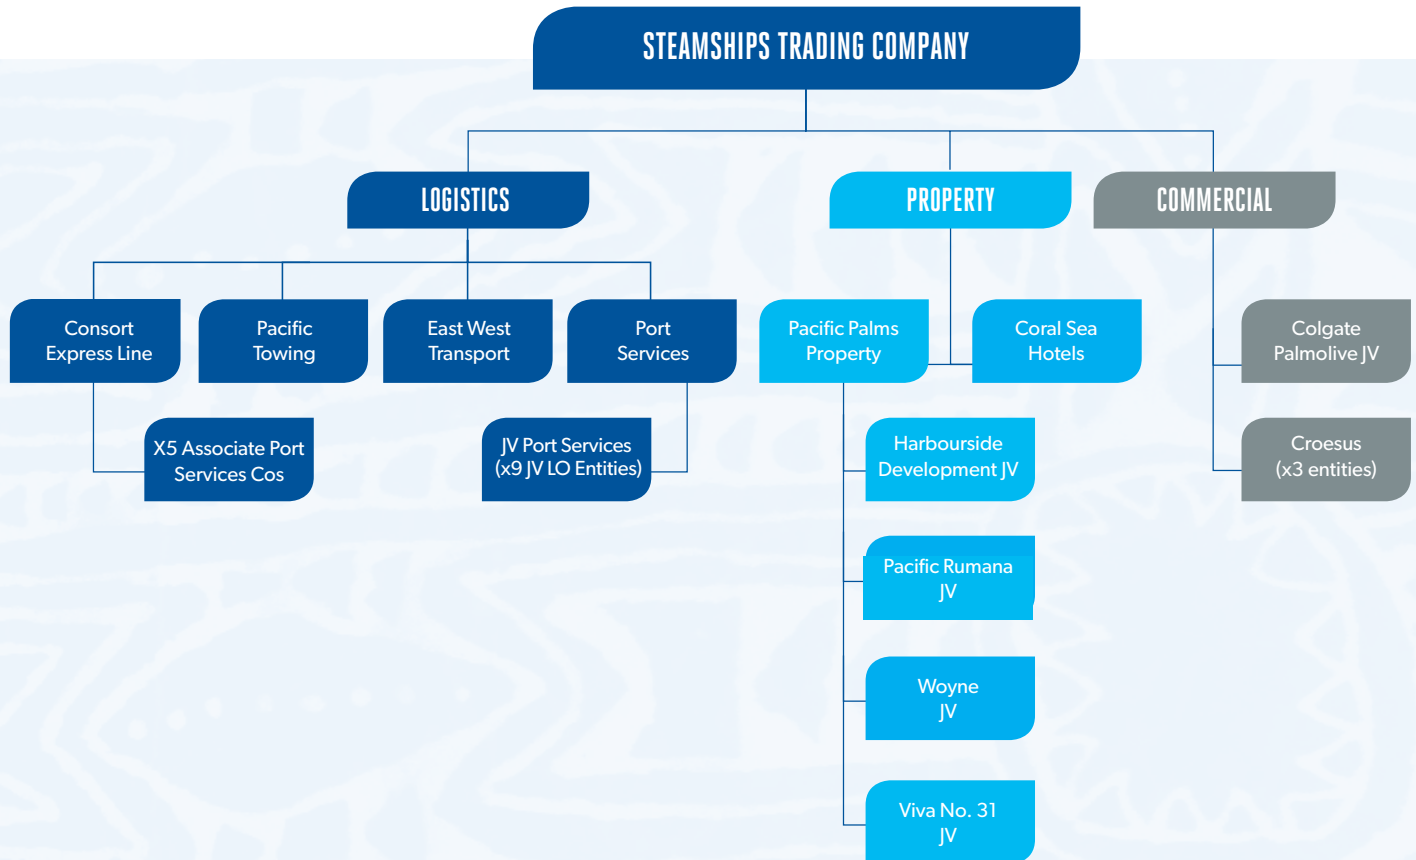 STEAMSHIPS TRADING COMPANY
LOGISTICS
PROPERTY
COMMERCIAL
Consort
Express Line
Pacific
Towing
East West
Transport
Port
Services
Pacific Palms
Property
Coral Sea
Hotels
Colgate
Palmolive JV
X5 Associate Port
Services Cos
JV Port Services
(x9 JV LO Entities)
Harbourside
Development JV
Croesus
(x3 entities)
Pacific Rumana
JV
Woyne
JV
Viva No. 31
JV